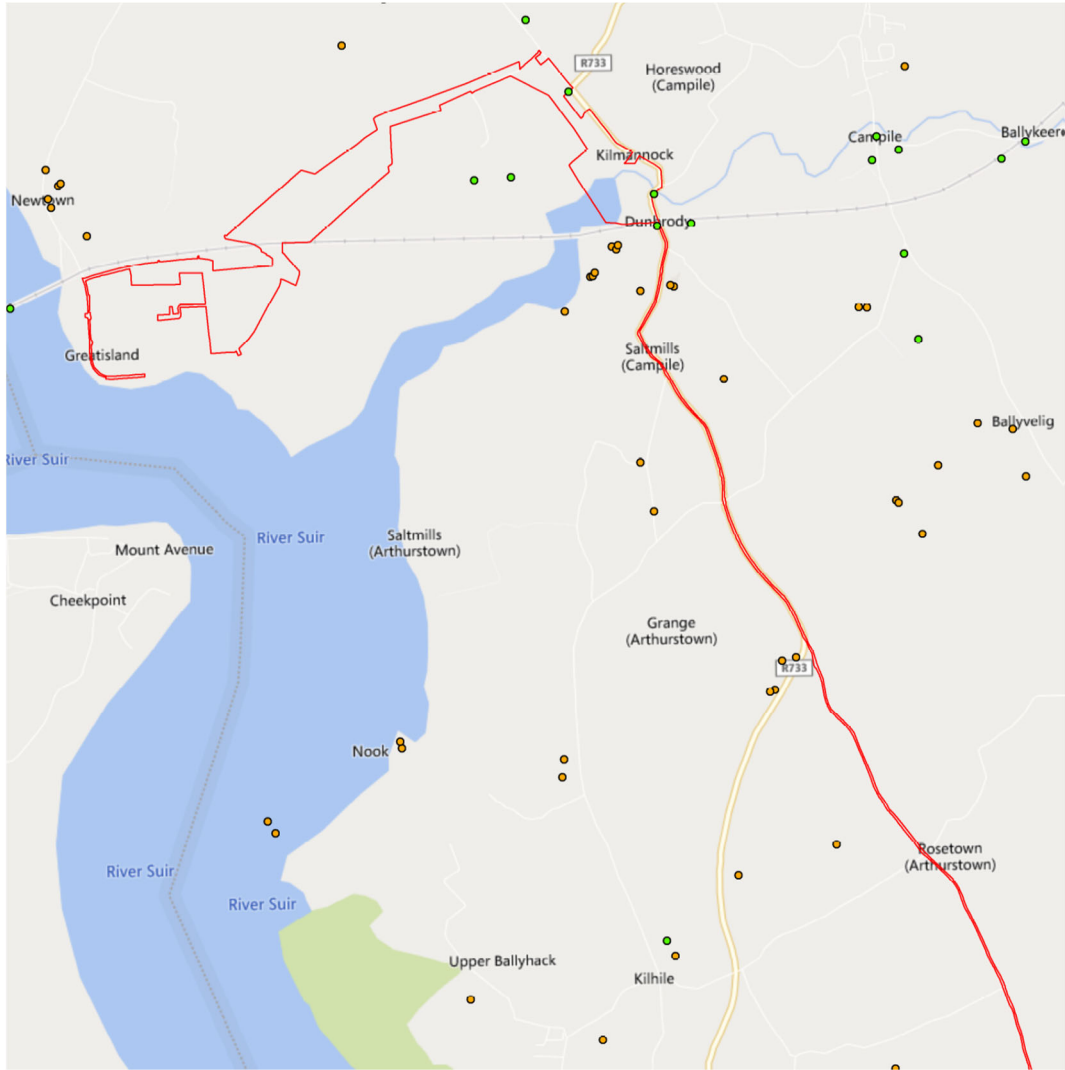 R733
Horeswood
(Campile)
Campile
Ballykeer
Kilmannock
Newtown
Dunbrody
Greatisland
Saltmills
(Campile)
Ballyvelig
River Suir
River Suir
Saltmills
(Arthurstown)
Mount Avenue
Cheekpoint
Grange
(Arthurstown)
R733
Nook
Rosetown
(Arthurstown)
River Suir
River Suir
Upper Ballyhack
Kilhile